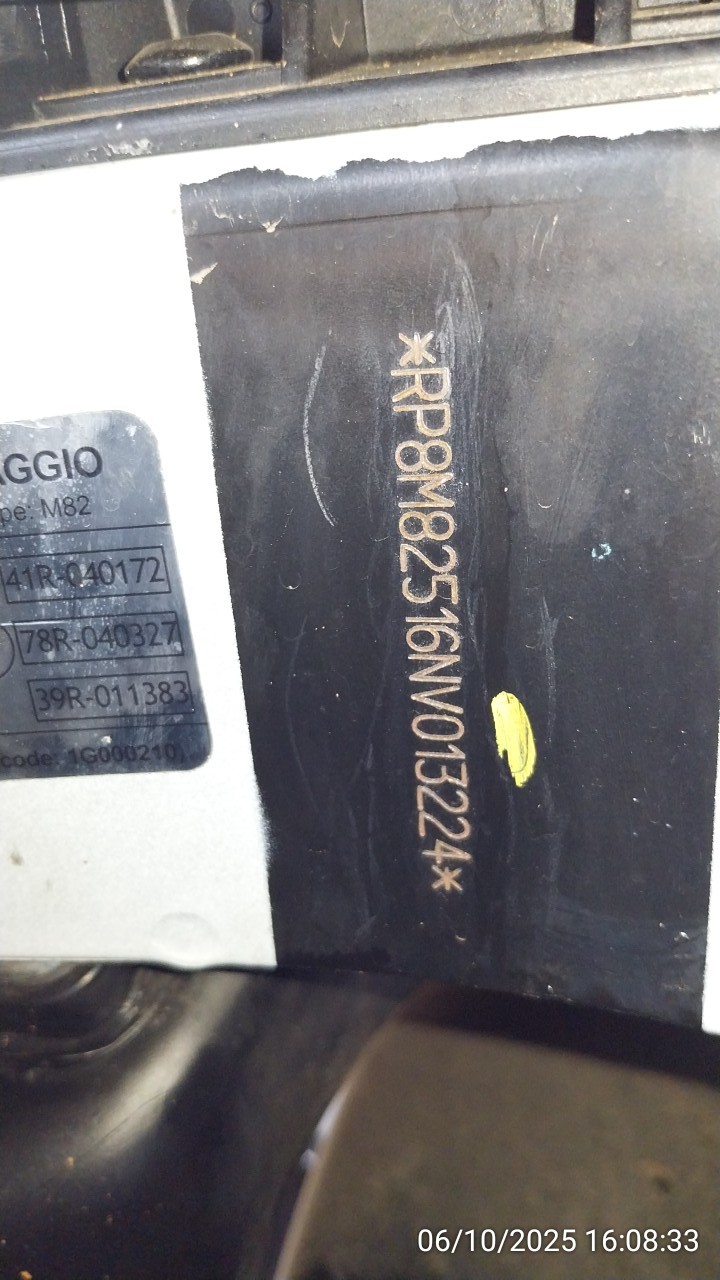 AGGIO
pe: M82
41R-040172
78R-040327
39R-011383
code: 1G000210
*RP8M82516NV013224*
06/10/2025 16:08:33